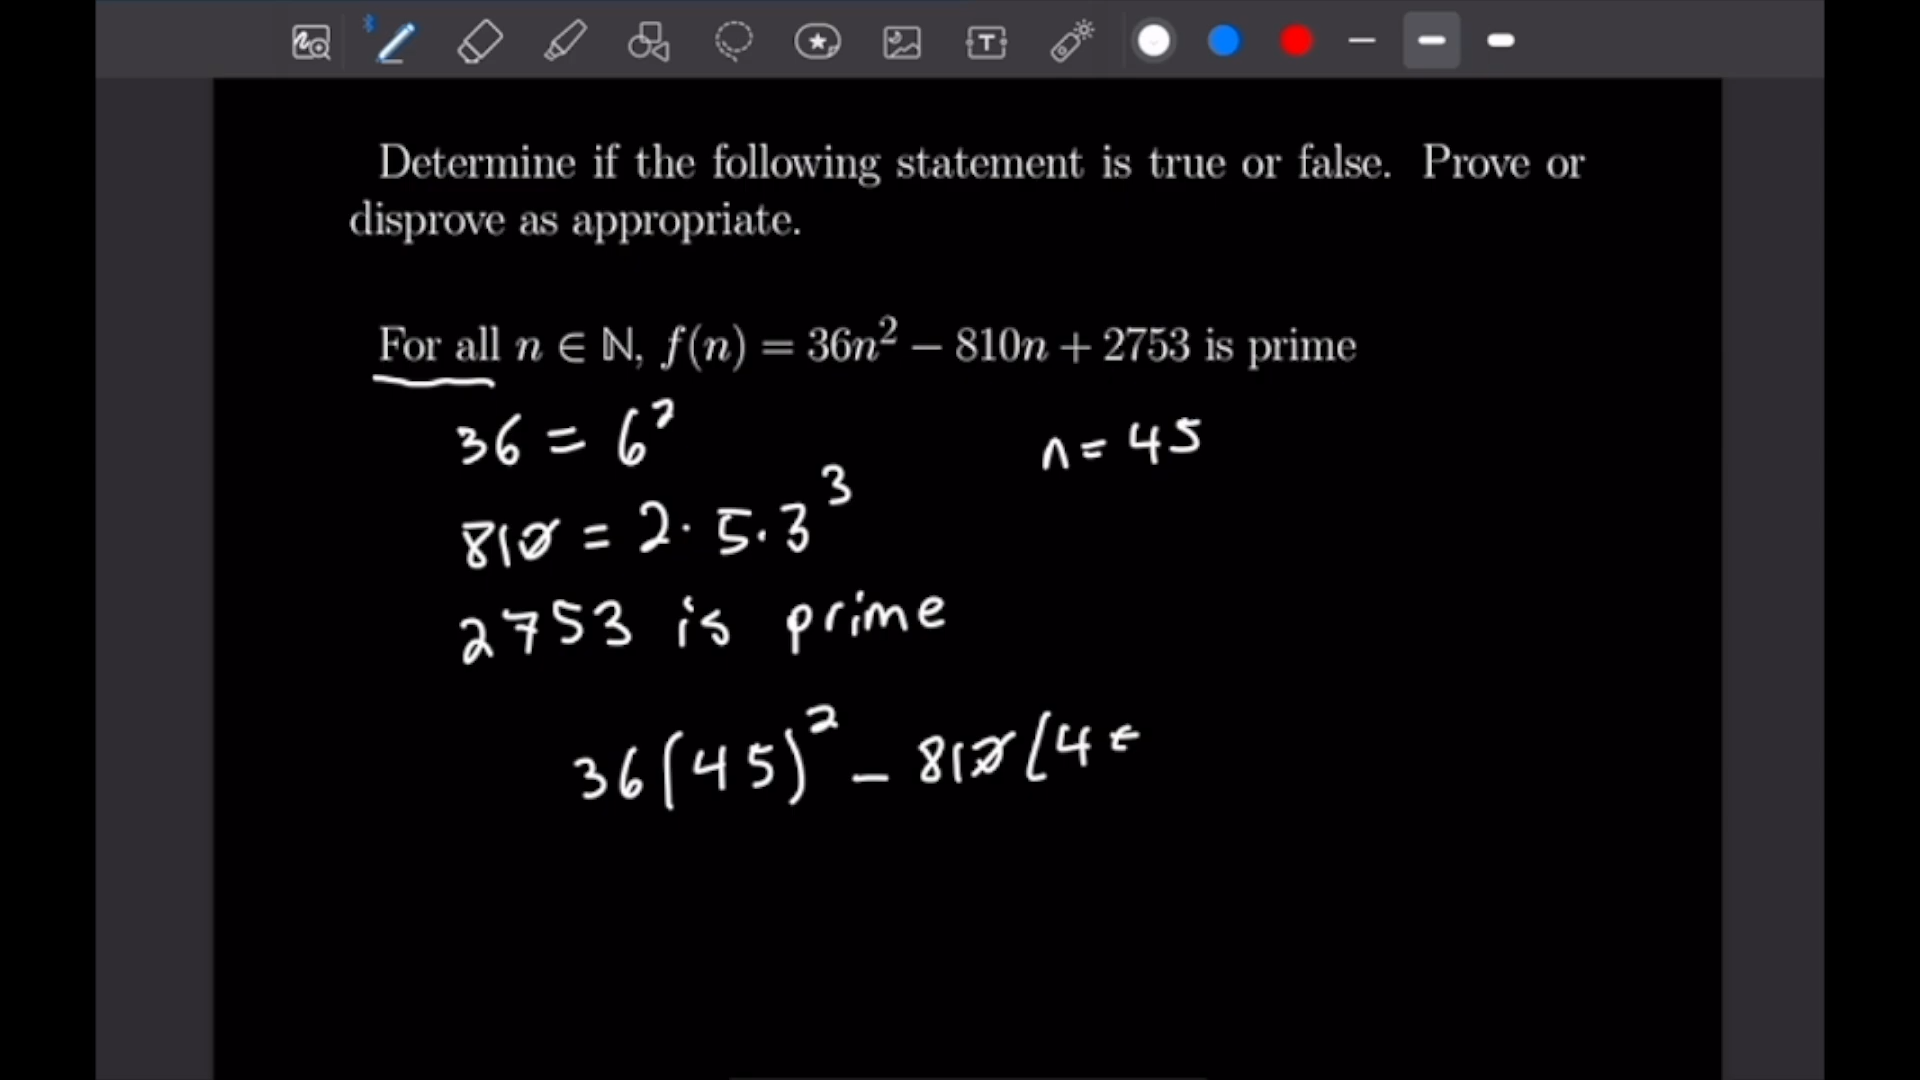 Determine if the following statement is true or false. Prove or
disprove as appropriate.
For all n ∈ ℕ, f(n) = 36n² − 810n + 2753 is prime
36 = 6²
n = 45
810 = 2 · 5 · 3³
2753 is prime
36(45)² − 810(4